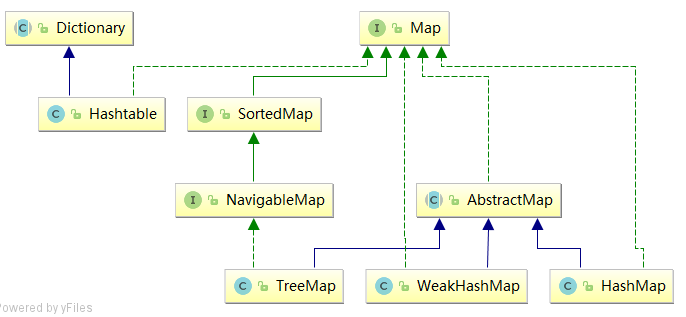 Dictionary
Map
Hashtable
SortedMap
NavigableMap
AbstractMap
TreeMap
WeakHashMap
HashMap
Powered by yFiles